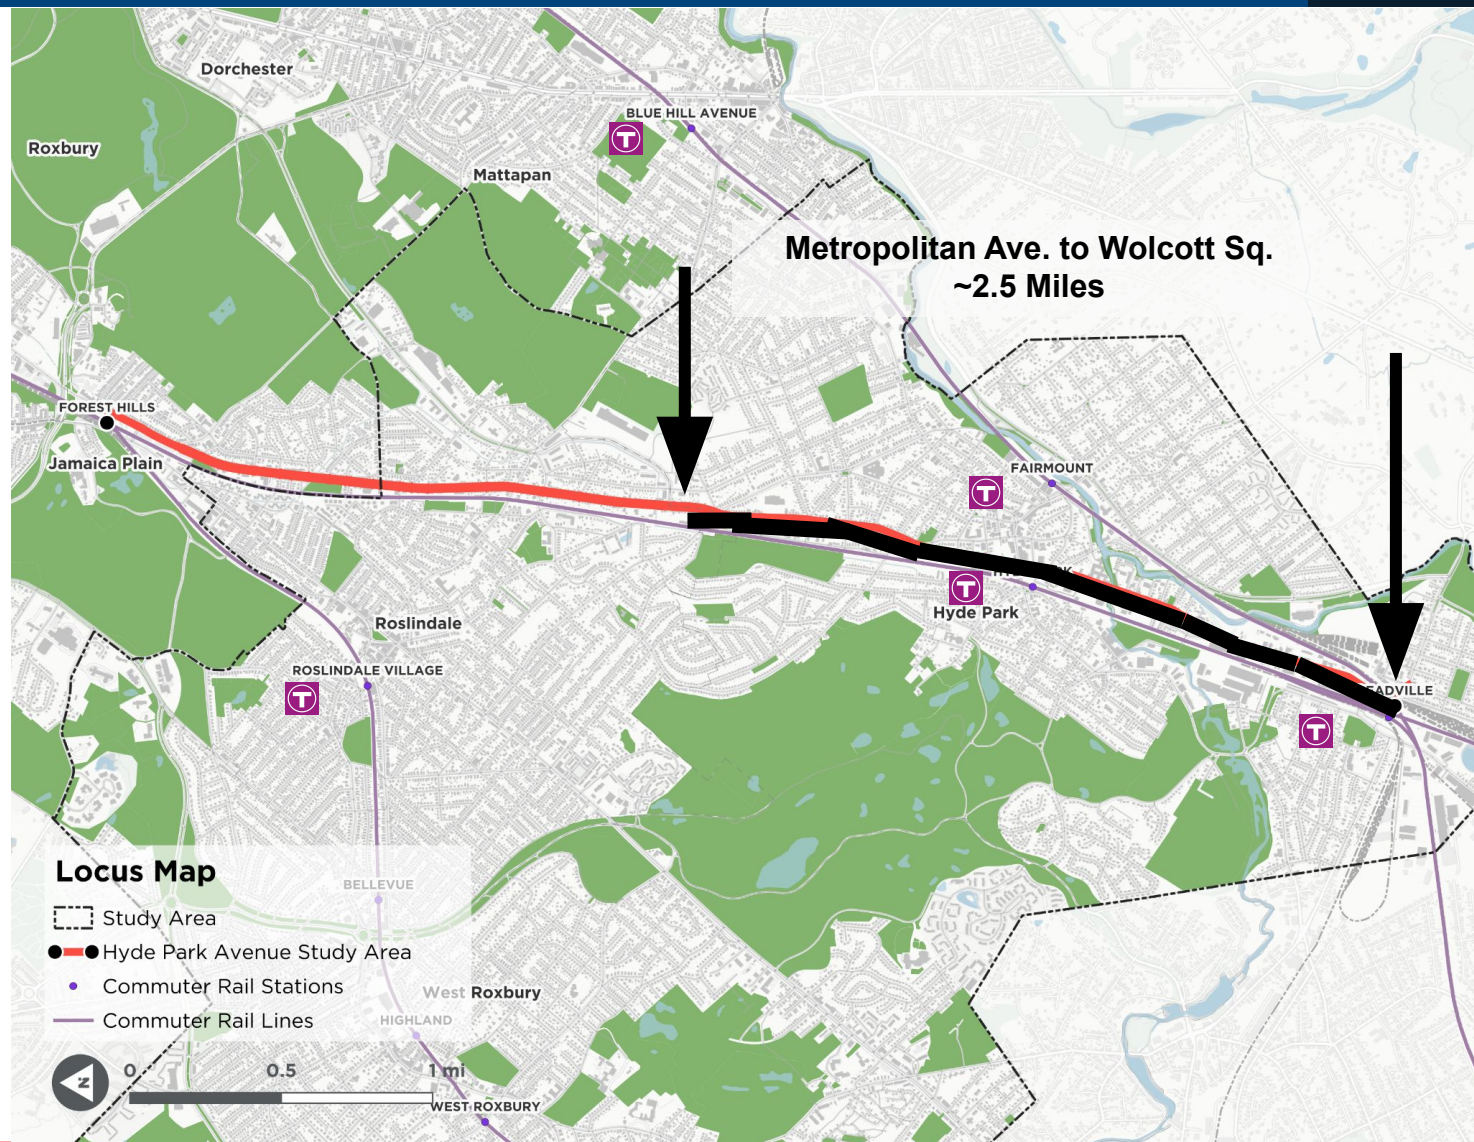 Dorchester
BLUE HILL AVENUE
Roxbury
T
Mattapan
Metropolitan Ave. to Wolcott Sq.
~2.5 Miles
FOREST HILLS
Jamaica Plain
FAIRMOUNT
T
T
Hyde Park
Roslindale
ROSLINDALE VILLAGE
T
EADVILLE
T
Locus Map
BELLEVUE
Study Area
Hyde Park Avenue Study Area
Commuter Rail Stations
West Roxbury
Commuter Rail Lines
HIGHLAND
N
0 0.5 1 mi
WEST ROXBURY